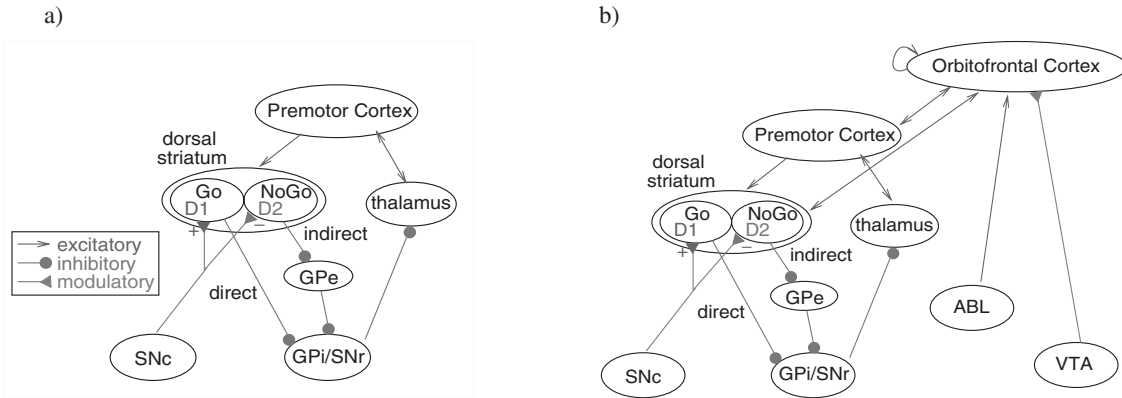 a)
Premotor Cortex
dorsal
striatum
Go
D1
NoGo
D2
thalamus
+
−
indirect
GPe
direct
SNc
GPi/SNr
excitatory
inhibitory
modulatory
b)
Orbitofrontal Cortex
Premotor Cortex
dorsal
striatum
Go
D1
NoGo
D2
thalamus
+
−
indirect
GPe
direct
SNc
GPi/SNr
ABL
VTA